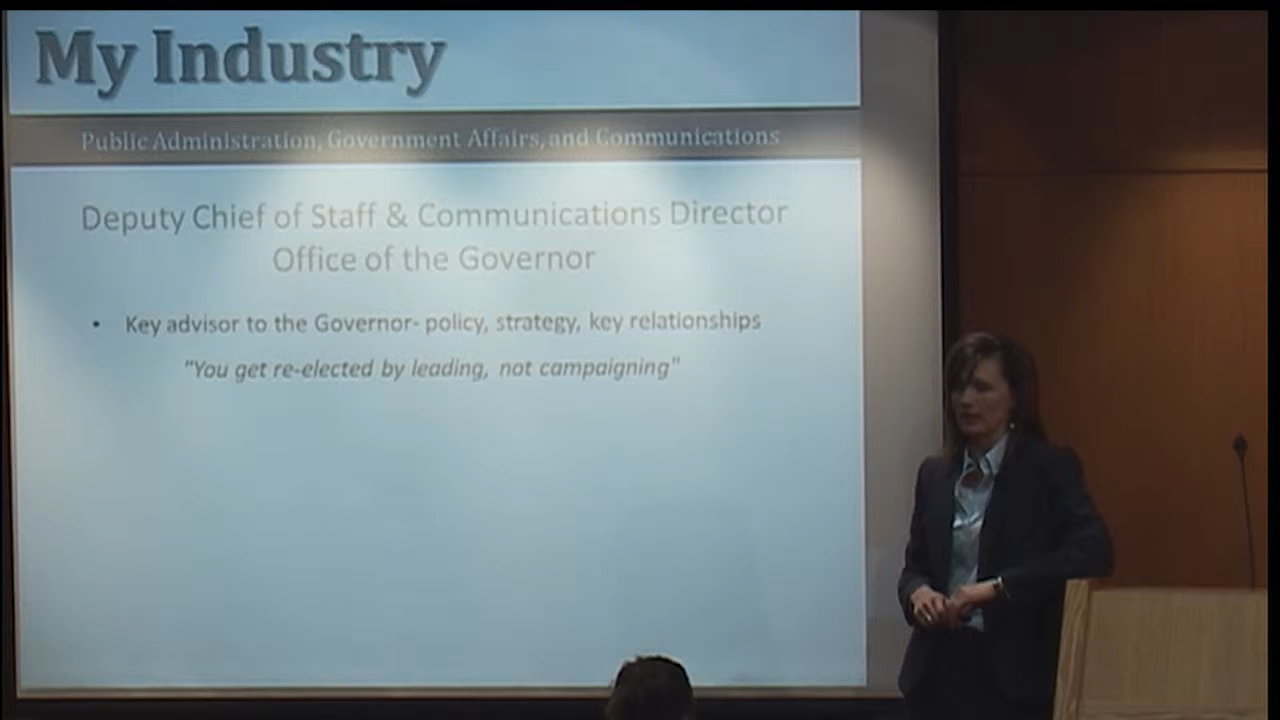 My Industry
Public Administration, Government Affairs, and Communications
Deputy Chief of Staff & Communications Director
Office of the Governor
• Key advisor to the Governor- policy, strategy, key relationships
"You get re-elected by leading, not campaigning"